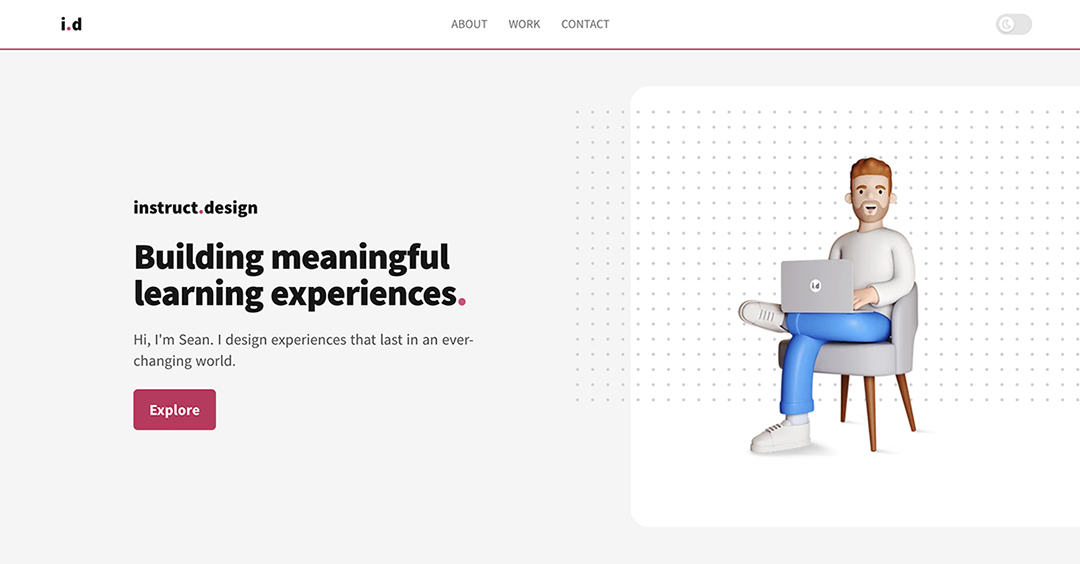 i.d
ABOUT WORK CONTACT
instruct.design
Building meaningful
learning experiences.
Hi, I'm Sean. I design experiences that last in an ever-
changing world.
Explore
i.d